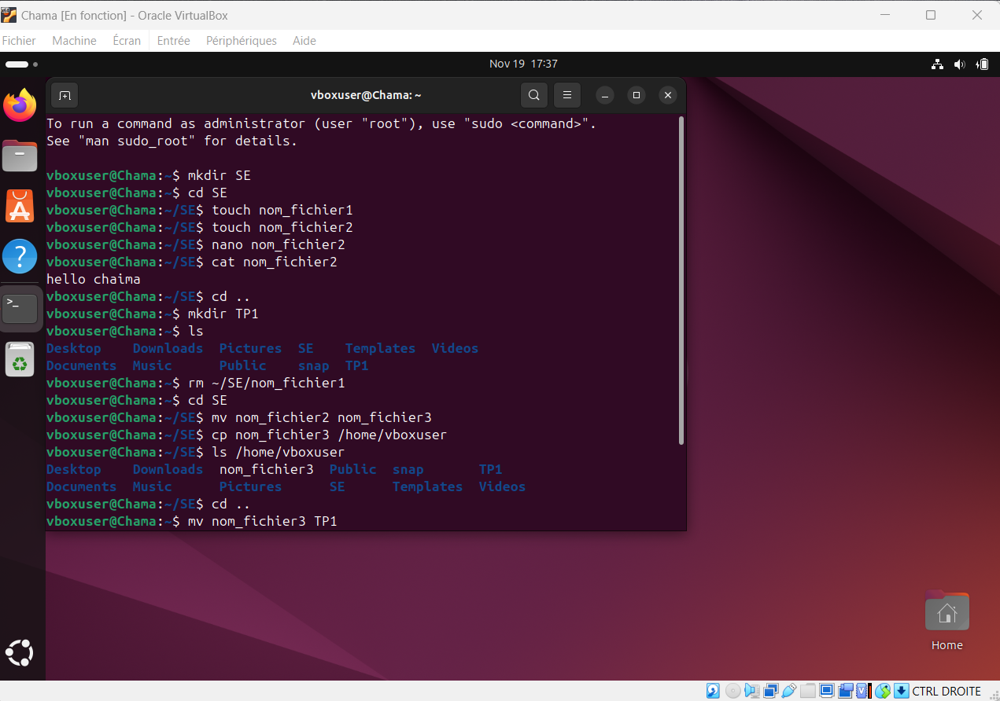 Chama [En fonction] - Oracle VirtualBox
Fichier Machine Écran Entrée Périphériques Aide
Nov 19 17:37
vboxuser@Chama: ~
To run a command as administrator (user "root"), use "sudo <command>".
See "man sudo_root" for details.
vboxuser@Chama:~$ mkdir SE
vboxuser@Chama:~$ cd SE
vboxuser@Chama:~/SE$ touch nom_fichier1
vboxuser@Chama:~/SE$ touch nom_fichier2
vboxuser@Chama:~/SE$ nano nom_fichier2
vboxuser@Chama:~/SE$ cat nom_fichier2
hello chaima
vboxuser@Chama:~/SE$ cd ..
vboxuser@Chama:~$ mkdir TP1
vboxuser@Chama:~$ ls
Desktop Downloads Pictures SE Templates Videos
Documents Music Public snap TP1
vboxuser@Chama:~$ rm ~/SE/nom_fichier1
vboxuser@Chama:~$ cd SE
vboxuser@Chama:~/SE$ mv nom_fichier2 nom_fichier3
vboxuser@Chama:~/SE$ cp nom_fichier3 /home/vboxuser
vboxuser@Chama:~/SE$ ls /home/vboxuser
Desktop Downloads nom_fichier3 Public snap TP1
Documents Music Pictures SE Templates Videos
vboxuser@Chama:~/SE$ cd ..
vboxuser@Chama:~$ mv nom_fichier3 TP1
Home
CTRL DROITE